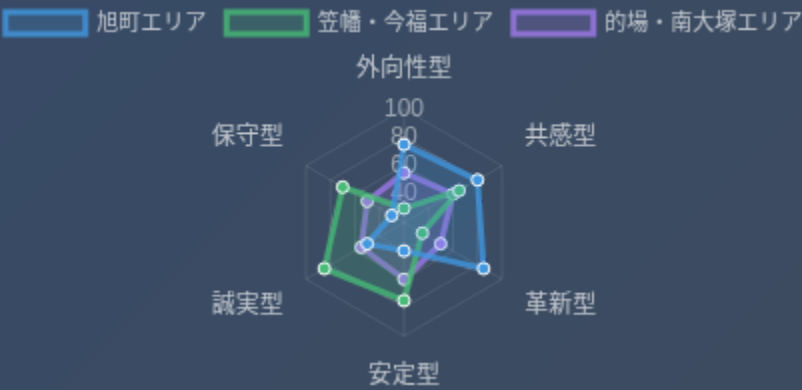 旭町エリア 笠幡・今福エリア 的場・南大塚エリア
外向性型
100
保守型 80 共感型
60
40
誠実型 革新型
安定型